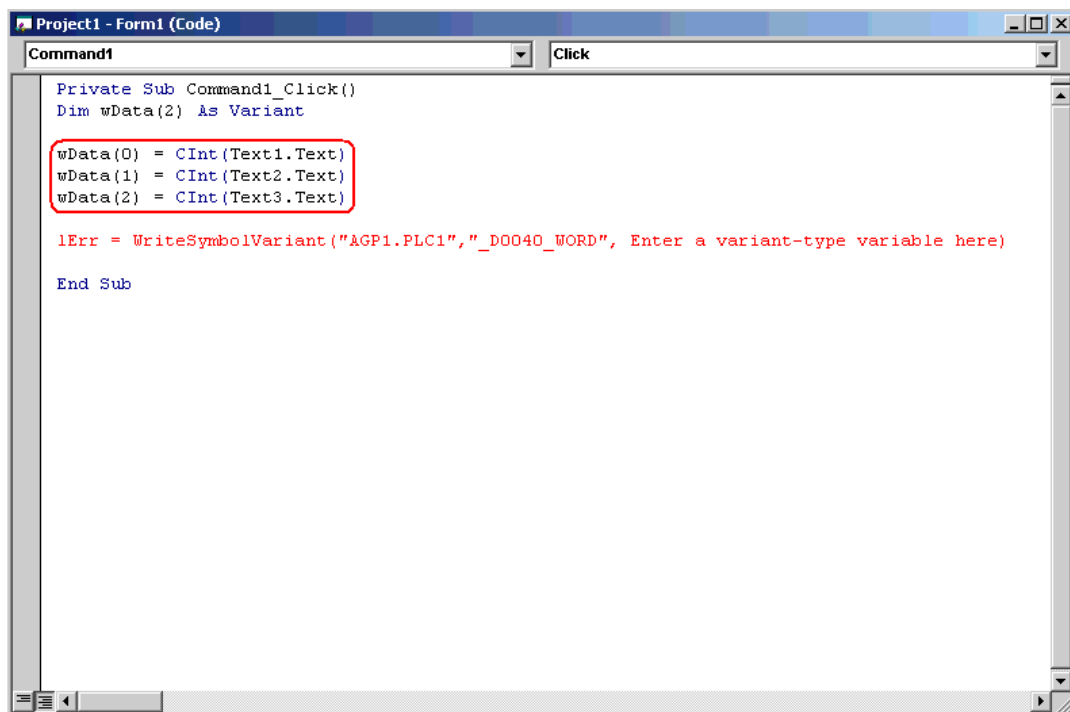 Project1 - Form1 (Code)
Command1 Click
Private Sub Command1_Click()
Dim wData(2) As Variant
wData(0) = CInt(Text1.Text)
wData(1) = CInt(Text2.Text)
wData(2) = CInt(Text3.Text)
lErr = WriteSymbolVariant("AGP1.PLC1","_D0040_WORD", Enter a variant-type variable here)
End Sub